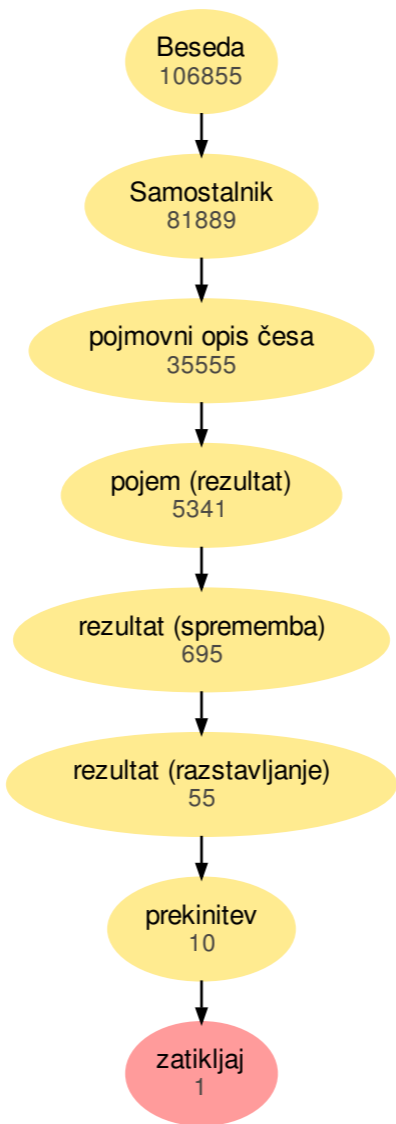 Beseda
106855
Samostalnik
81889
pojmovni opis česa
35555
pojem (rezultat)
5341
rezultat (sprememba)
695
rezultat (razstavljanje)
55
prekinitev
10
zatikljaj
1